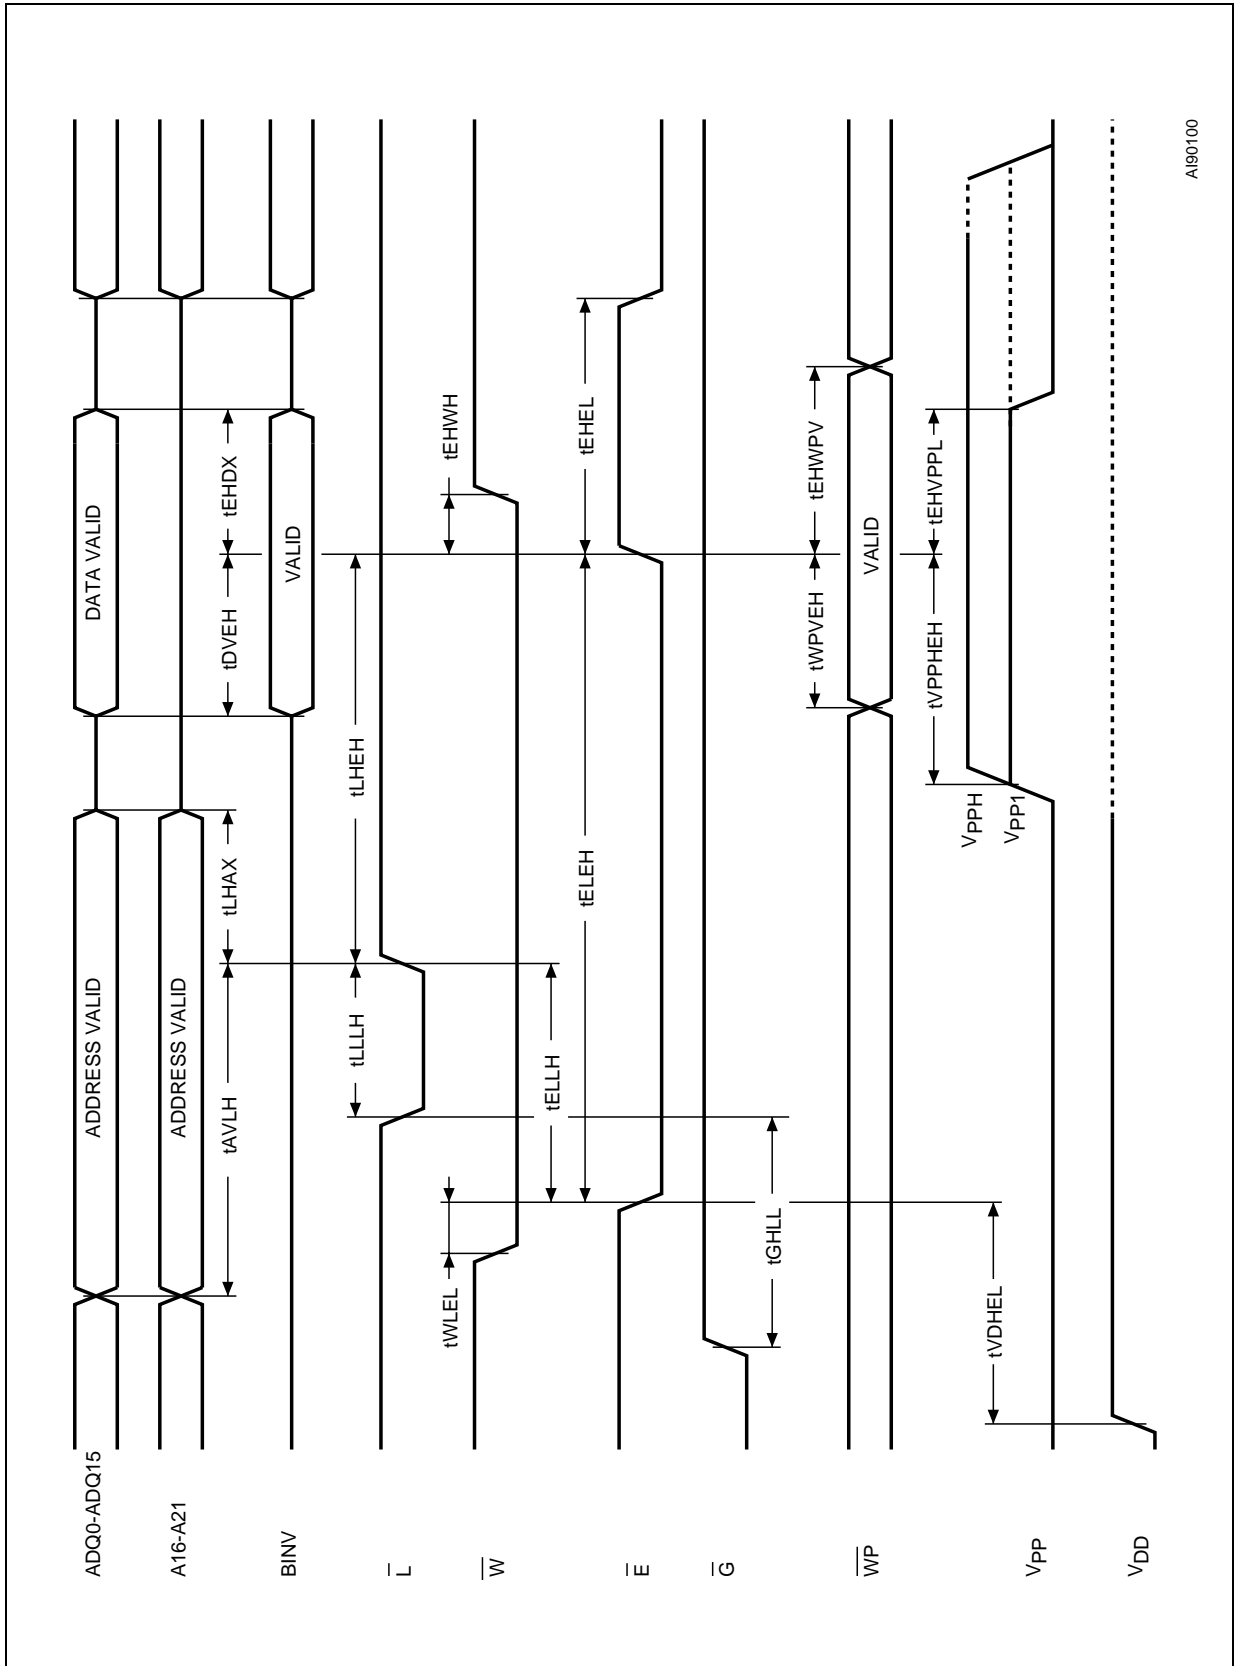 ADQ0-ADQ15
ADDRESS VALID
DATA VALID
A16-A21
ADDRESS VALID
tAVLH
tLHAX
tDVEH
tEHDX
BINV
VALID
L
tLLLH
tLHEH
W
tWLEL
tEHWH
tELLH
E
tELEH
tEHEL
G
tGHLL
WP
tWPVEH
tEHWPV
VALID
VPP
tVPPHEH
tEHVPPL
VPPH
VPP1
tVDHEL
VDD
AI90100